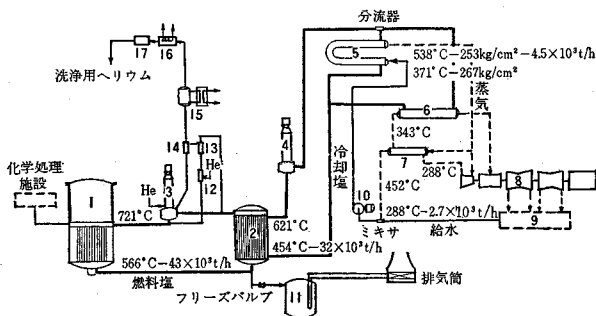 分流器
17
16
洗浄用ヘリウム
15
5
538°C-253kg/cm²-4.5×10³t/h
371°C-267kg/cm²
蒸気
6
14
13
4
343°C
7
288°C
冷却塩
化学処理
施設
He
He
12
3
1
452°C
8
10
721°C
2
621°C
288°C-2.7×10³t/h
ミキサ
給水
9
454°C-32×10³t/h
566°C-43×10³t/h
燃料塩
フリーズバルブ
11
排気筒